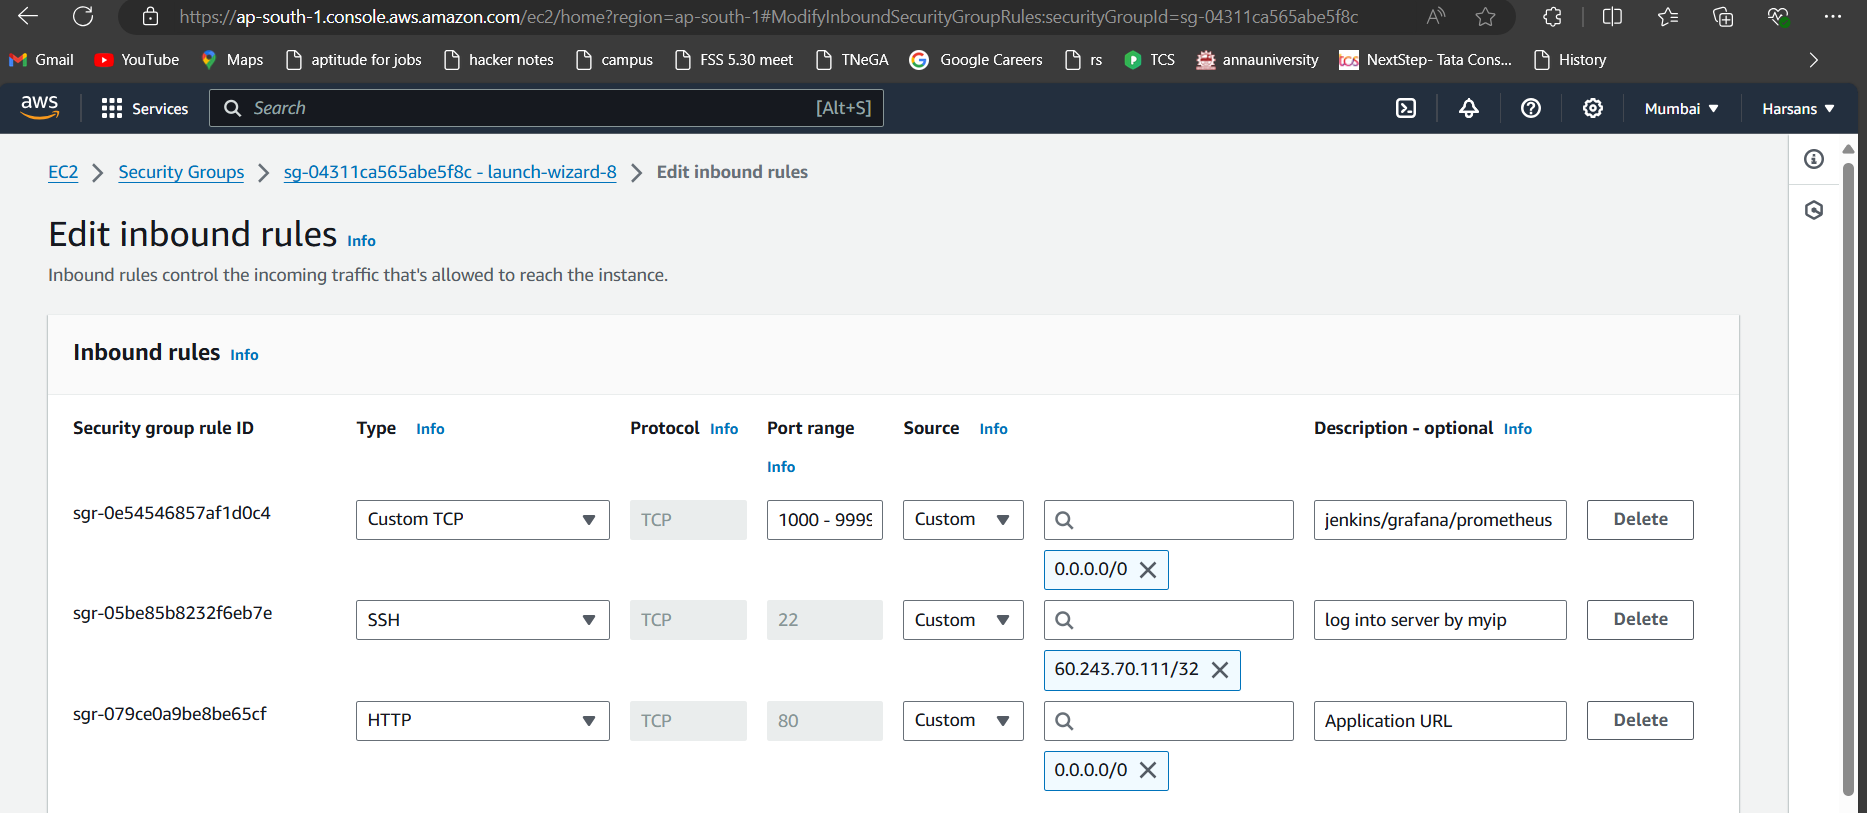 https://ap-south-1.console.aws.amazon.com/ec2/home?region=ap-south-1#ModifyInboundSecurityGroupRules:securityGroupId=sg-04311ca565abe5f8c
Gmail YouTube Maps aptitude for jobs hacker notes campus FSS 5.30 meet TNeGA Google Careers rs TCS annauniversity NextStep- Tata Cons... History
aws Services Search [Alt+S] Mumbai Harsans
EC2 Security Groups sg-04311ca565abe5f8c - launch-wizard-8 Edit inbound rules
Edit inbound rules Info
Inbound rules control the incoming traffic that's allowed to reach the instance.
Inbound rules Info
Security group rule ID Type Info Protocol Info Port range Source Info Description - optional Info
Info
sgr-0e54546857af1d0c4 Custom TCP TCP 1000 - 9999 Custom jenkins/grafana/prometheus Delete
0.0.0.0/0
sgr-05be85b8232f6eb7e SSH TCP 22 Custom log into server by myip Delete
60.243.70.111/32
sgr-079ce0a9be8be65cf HTTP TCP 80 Custom Application URL Delete
0.0.0.0/0